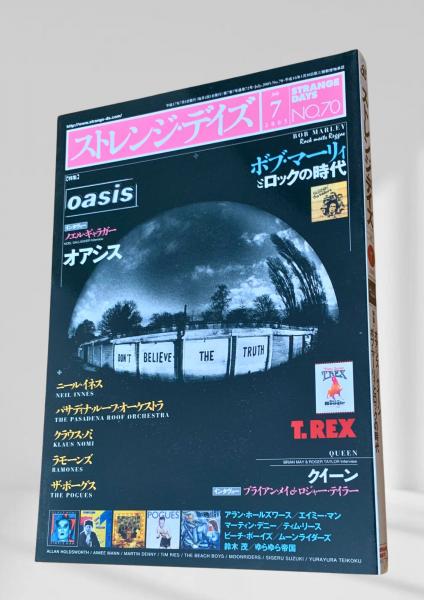 http://www.strange-ds.com/
ストレンジ・デイズ
7
2005
STRANGE
DAYS
NO.70
BOB MARLEY
Rock meets Reggae
ボブ・マーリィ
とロックの時代
【特集】
oasis
インタヴュー
ノエル・ギャラガー
NOEL GALLAGHER Interview
オアシス
DON'T BELIEVE THE TRUTH
ニール・イネス
NEIL INNES
パサディナ・ルーフ・オーケストラ
THE PASADENA ROOF ORCHESTRA
クラウス・ノミ
KLAUS NOMI
ラモーンズ
RAMONES
ザ・ポーグス
THE POGUES
T.REX
T.REX
QUEEN
BRIAN MAY & ROGER TAYLOR Interview
クイーン
インタヴュー ブライアン・メイ&ロジャー・テイラー
POGUES
アラン・ホールズワース/エイミー・マン
マーティン・デニー/ティム・リース
ビーチ・ボーイズ/ムーンライダーズ
鈴木 茂/ゆらゆら帝国
ALLAN HOLDSWORTH / AIMEE MANN / MARTIN DENNY / TIM RIES / THE BEACH BOYS / MOONRIDERS / SIGERU SUZUKI / YURAYURA TEIKOKU